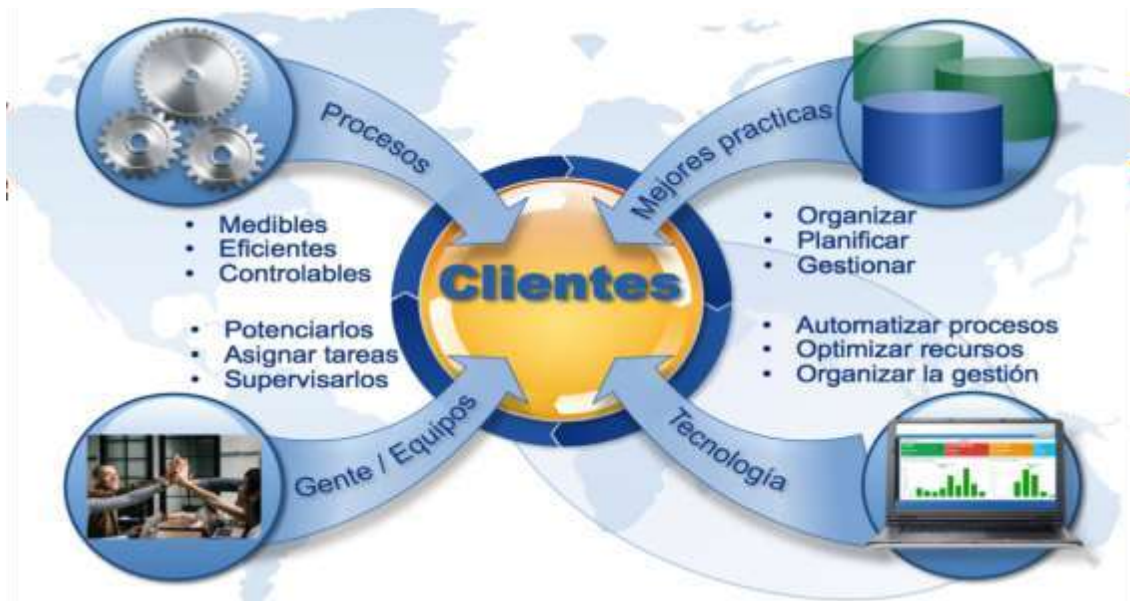 Procesos
• Medibles
• Eficientes
• Controlables
Mejores practicas
• Organizar
• Planificar
• Gestionar
Clientes
• Potenciarlos
• Asignar tareas
• Supervisarlos
Gente / Equipos
• Automatizar procesos
• Optimizar recursos
• Organizar la gestión
Tecnología